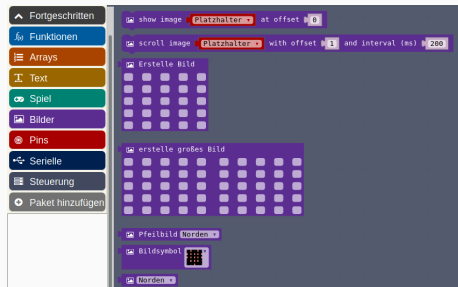 Fortgeschritten
Funktionen
Arrays
Text
Spiel
Bilder
Pins
Serielle
Steuerung
Paket hinzufügen
show image Platzhalter at offset 0
scroll image Platzhalter with offset 1 and interval (ms) 200
Erstelle Bild
erstelle großes Bild
Pfeilbild Norden
Bildsymbol
Norden